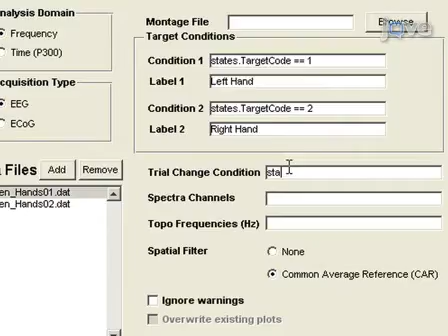 nalysis Domain
Frequency
Time (P300)
Acquisition Type
EEG
ECoG
a Files Add Remove
en_Hands01.dat
en_Hands02.dat
Montage File Browse
jove
Target Conditions
Condition 1 states.TargetCode == 1
Label 1 Left Hand
Condition 2 states.TargetCode == 2
Label 2 Right Hand
Trial Change Condition sta
Spectra Channels
Topo Frequencies (Hz)
Spatial Filter None
Common Average Reference (CAR)
Ignore warnings
Overwrite existing plots